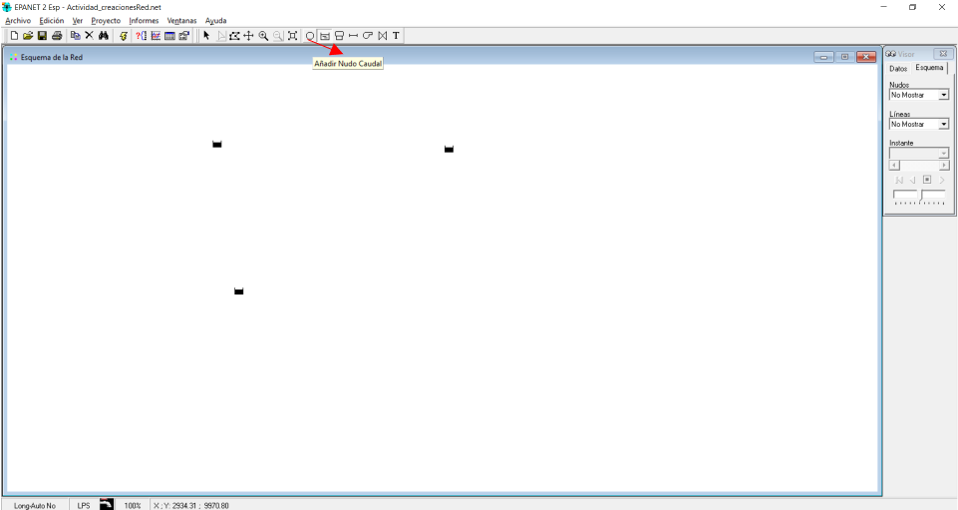 EPANET 2 Esp - Actividad_creacionesRed.net
Archivo Edición Ver Proyecto Informes Ventanas Ayuda
T
Esquema de la Red
Añadir Nudo Caudal
Visor
Datos Esquema
Nudos
No Mostrar
Líneas
No Mostrar
Instante
Long-Auto No LPS 100% X ; Y: 2934.31 ; 9970.80